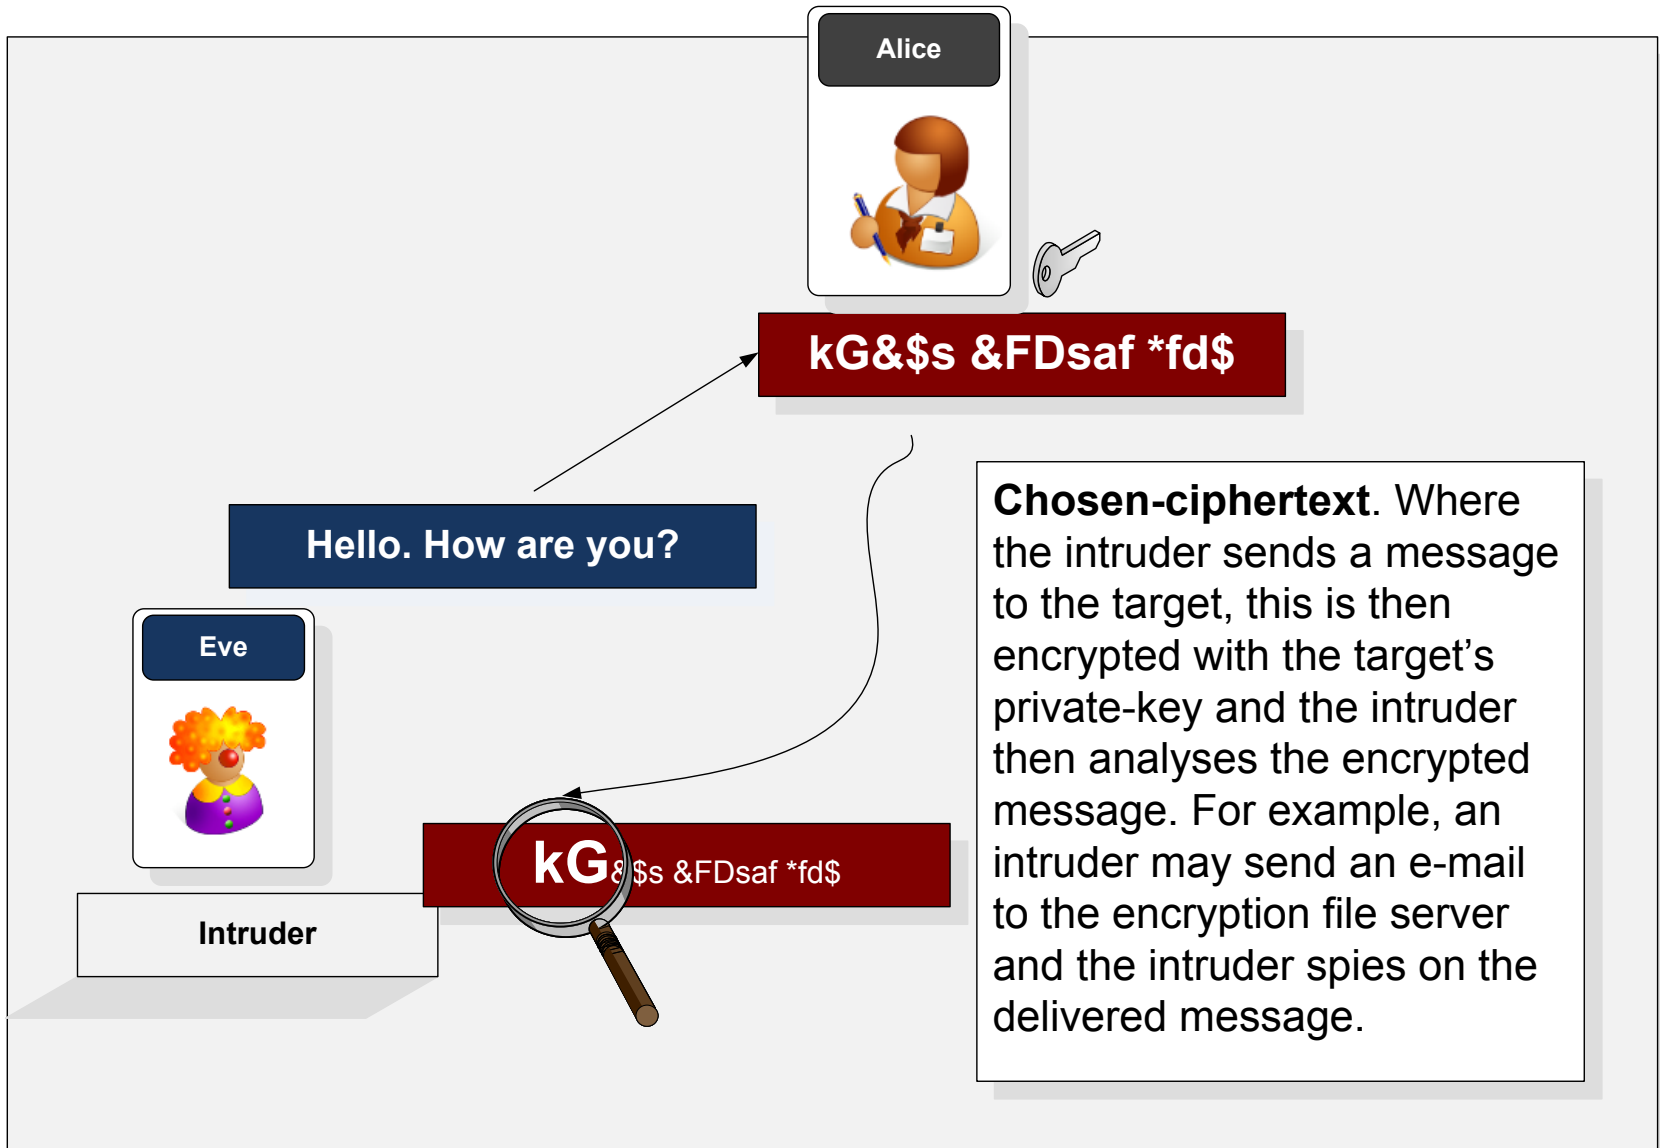 Alice
kG&$s &FDsaf *fd$
Hello. How are you?
Eve
kG&$s &FDsaf *fd$
Intruder
Chosen-ciphertext. Where
the intruder sends a message
to the target, this is then
encrypted with the target’s
private-key and the intruder
then analyses the encrypted
message. For example, an
intruder may send an e-mail
to the encryption file server
and the intruder spies on the
delivered message.